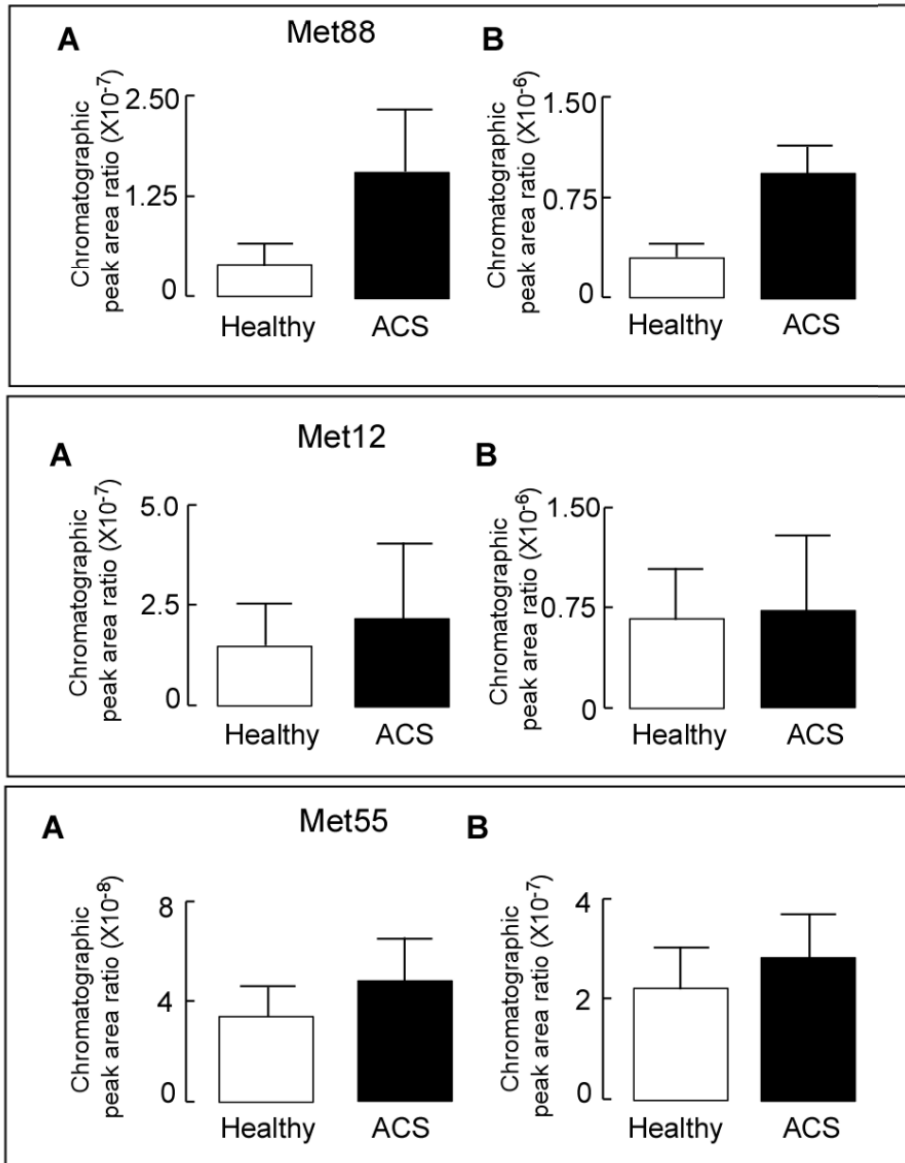 Met88
A
Chromatographic
peak area ratio (X10⁻⁷)
2.50
1.25
0
Healthy
ACS
B
Chromatographic
peak area ratio (X10⁻⁶)
1.50
0.75
0
Healthy
ACS
Met12
A
Chromatographic
peak area ratio (X10⁻⁷)
5.0
2.5
0
Healthy
ACS
B
Chromatographic
peak area ratio (X10⁻⁶)
1.50
0.75
0
Healthy
ACS
Met55
A
Chromatographic
peak area ratio (X10⁻⁸)
8
4
0
Healthy
ACS
B
Chromatographic
peak area ratio (X10⁻⁷)
4
2
0
Healthy
ACS